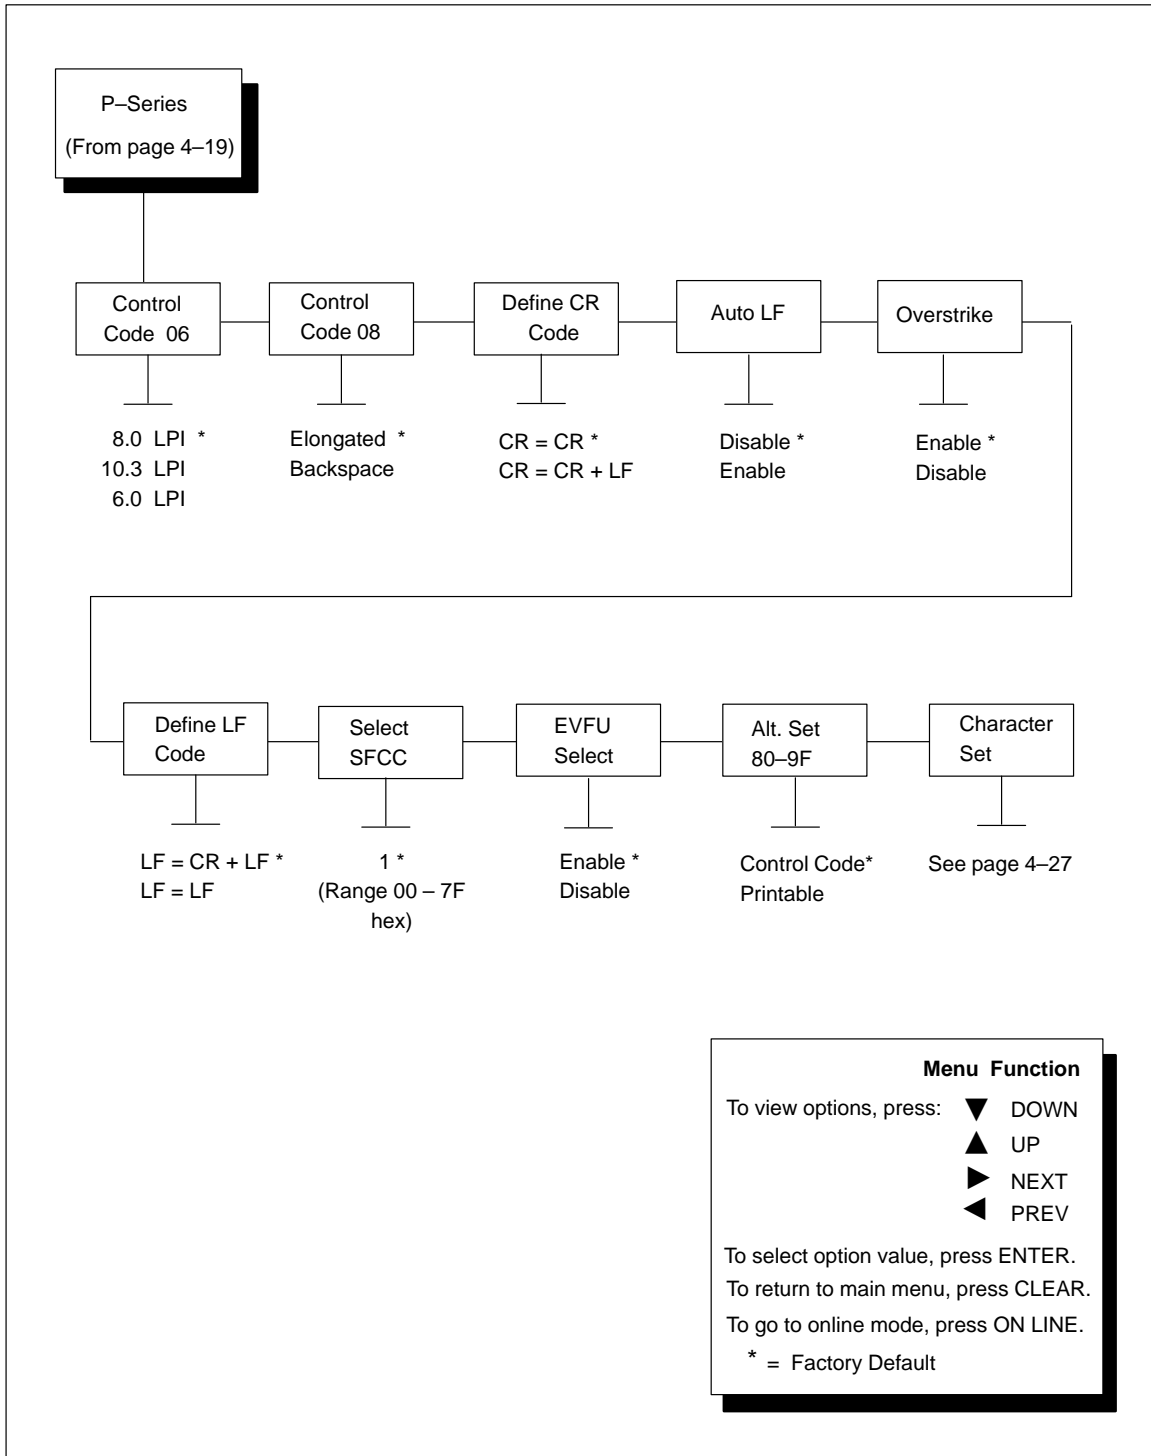 P–Series
(From page 4–19)
Control
Code 06
Control
Code 08
Define CR
Code
Auto LF
Overstrike
8.0 LPI *
10.3 LPI
6.0 LPI
Elongated *
Backspace
CR = CR *
CR = CR + LF
Disable *
Enable
Enable *
Disable
Define LF
Code
Select
SFCC
EVFU
Select
Alt. Set
80–9F
Character
Set
LF = CR + LF *
LF = LF
1 *
(Range 00 – 7F
hex)
Enable *
Disable
Control Code*
Printable
See page 4–27
Menu Function
To view options, press: ▼ DOWN
▲ UP
► NEXT
◄ PREV
To select option value, press ENTER.
To return to main menu, press CLEAR.
To go to online mode, press ON LINE.
* = Factory Default